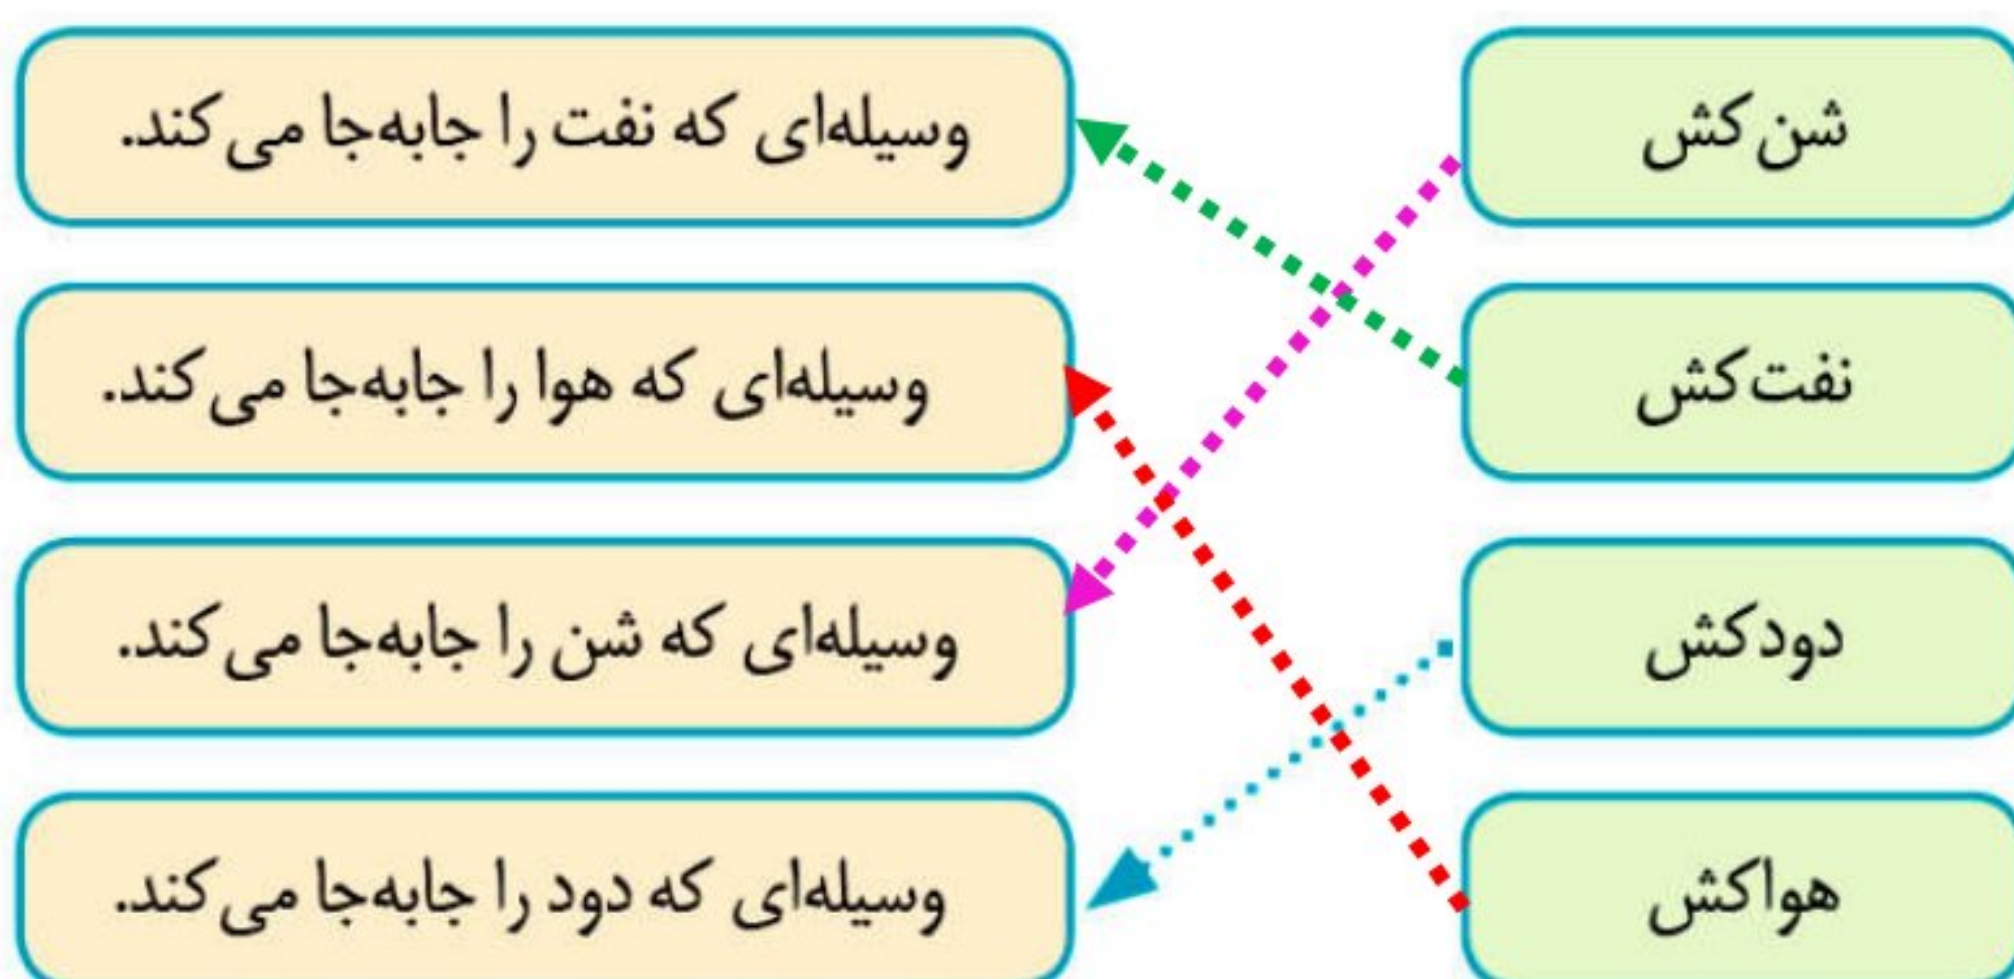 شن‌کش
وسیله‌ای که نفت را جابه‌جا می‌کند.
نفت‌کش
وسیله‌ای که هوا را جابه‌جا می‌کند.
دودکش
وسیله‌ای که شن را جابه‌جا می‌کند.
هواکش
وسیله‌ای که دود را جابه‌جا می‌کند.